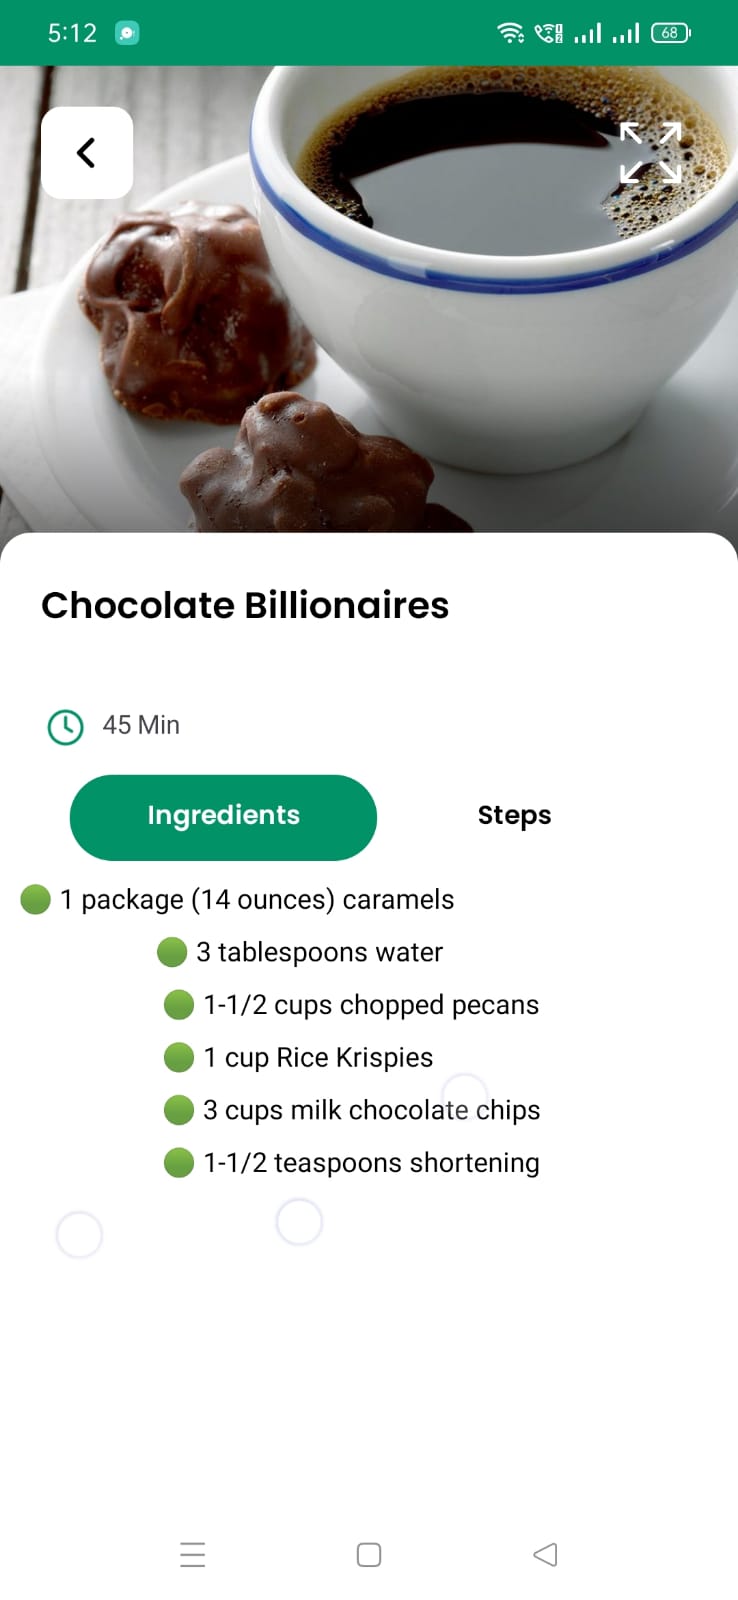 5:12
68
Chocolate Billionaires
45 Min
Ingredients
Steps
1 package (14 ounces) caramels
3 tablespoons water
1-1/2 cups chopped pecans
1 cup Rice Krispies
3 cups milk chocolate chips
1-1/2 teaspoons shortening